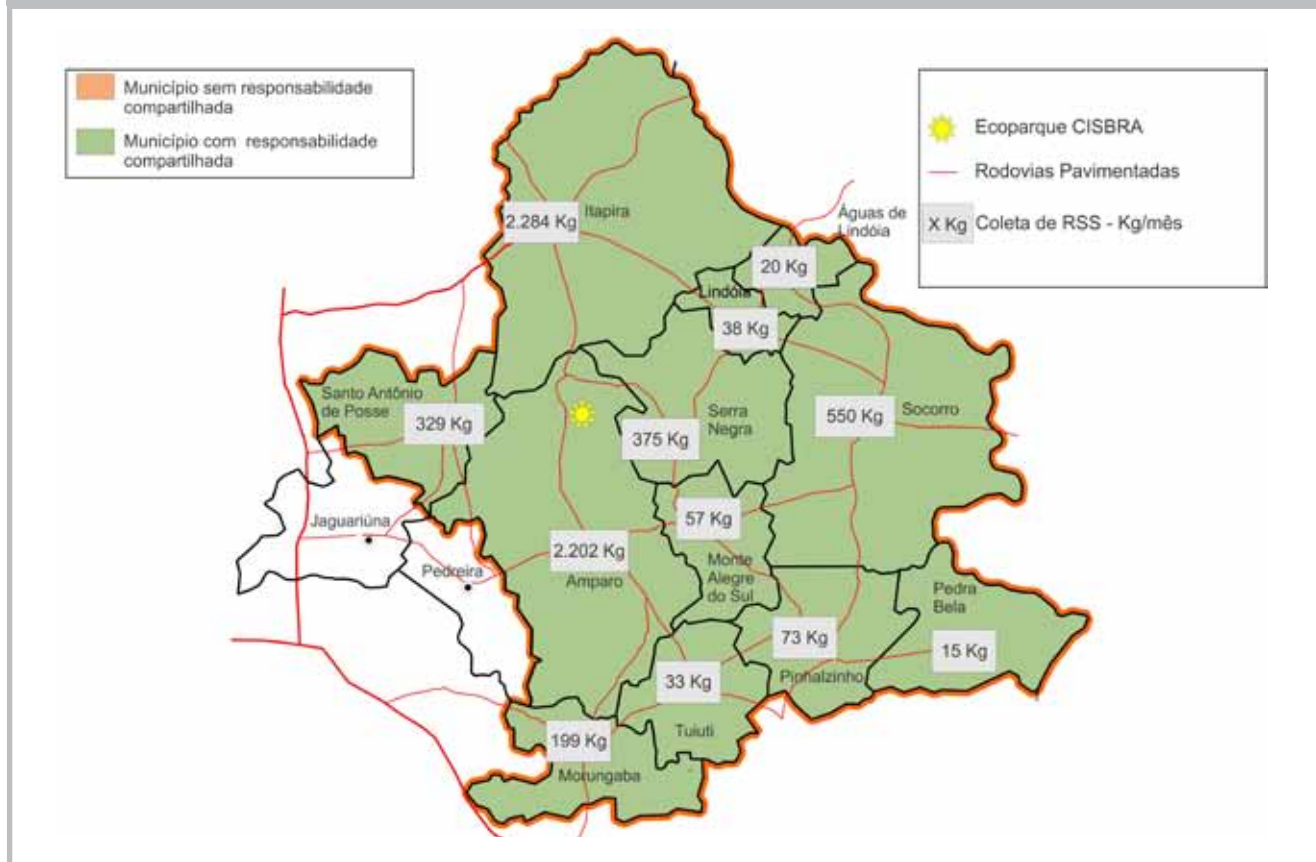 Município sem responsabilidade
compartilhada
Município com responsabilidade
compartilhada
Ecoparque CISBRA
Rodovias Pavimentadas
X Kg
Coleta de RSS - Kg/mês
2.284 Kg
Itapira
Águas de
Lindóia
20 Kg
Lindóia
38 Kg
Santo Antônio
de Posse
329 Kg
375 Kg
Serra
Negra
550 Kg
Socorro
57 Kg
Jaguariúna
2.202 Kg
Amparo
Monte
Alegre
do Sul
Pedreira
Pedra
Bela
73 Kg
15 Kg
Pinhalzinho
33 Kg
Tuiuti
199 Kg
Morungaba